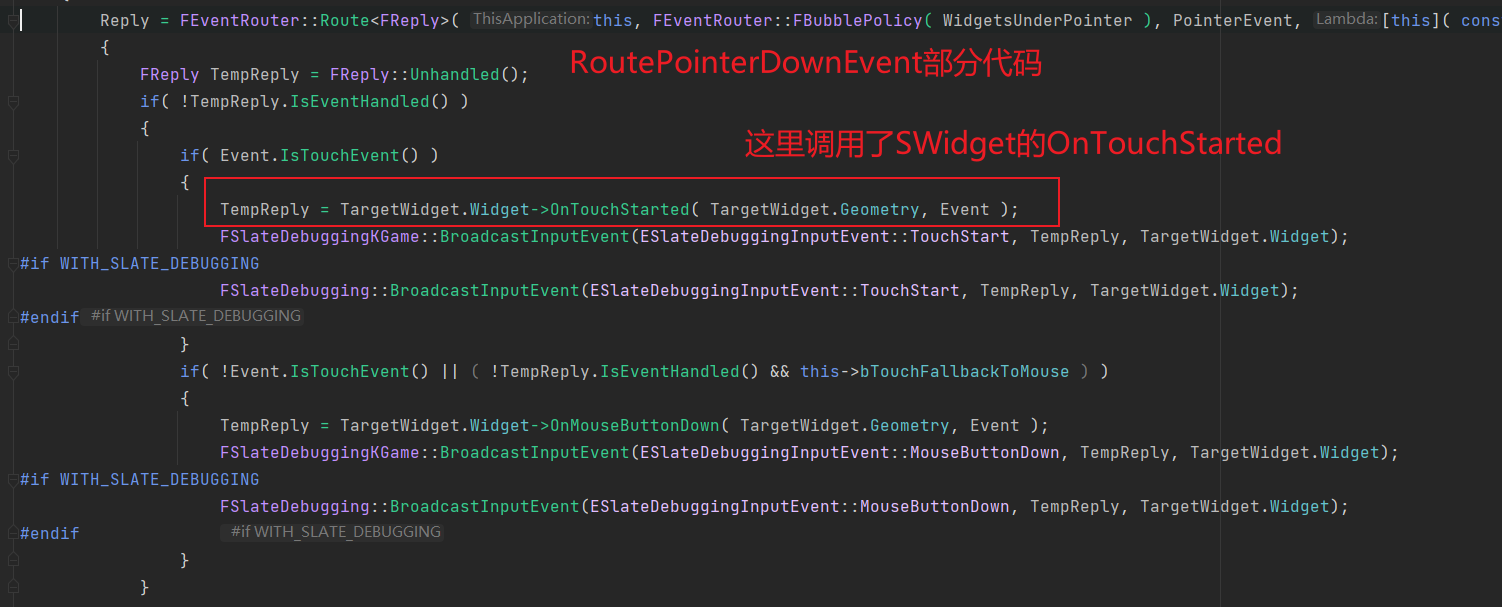 Reply = FEventRouter::Route<FReply>( ThisApplication: this, FEventRouter::FBubblePolicy( WidgetsUnderPointer ), PointerEvent, Lambda: [this]( cons
{
RoutePointerDownEvent部分代码
FReply TempReply = FReply::Unhandled();
if( !TempReply.IsEventHandled() )
{
这里调用了SWidget的OnTouchStarted
if( Event.IsTouchEvent() )
{
TempReply = TargetWidget.Widget->OnTouchStarted( TargetWidget.Geometry, Event );
FSlateDebuggingKGame::BroadcastInputEvent(ESlateDebuggingInputEvent::TouchStart, TempReply, TargetWidget.Widget);
#if WITH_SLATE_DEBUGGING
FSlateDebugging::BroadcastInputEvent(ESlateDebuggingInputEvent::TouchStart, TempReply, TargetWidget.Widget);
#endif #if WITH_SLATE_DEBUGGING
}
if( !Event.IsTouchEvent() || ( !TempReply.IsEventHandled() && this->bTouchFallbackToMouse ) )
{
TempReply = TargetWidget.Widget->OnMouseButtonDown( TargetWidget.Geometry, Event );
FSlateDebuggingKGame::BroadcastInputEvent(ESlateDebuggingInputEvent::MouseButtonDown, TempReply, TargetWidget.Widget);
#if WITH_SLATE_DEBUGGING
FSlateDebugging::BroadcastInputEvent(ESlateDebuggingInputEvent::MouseButtonDown, TempReply, TargetWidget.Widget);
#endif #if WITH_SLATE_DEBUGGING
}
}